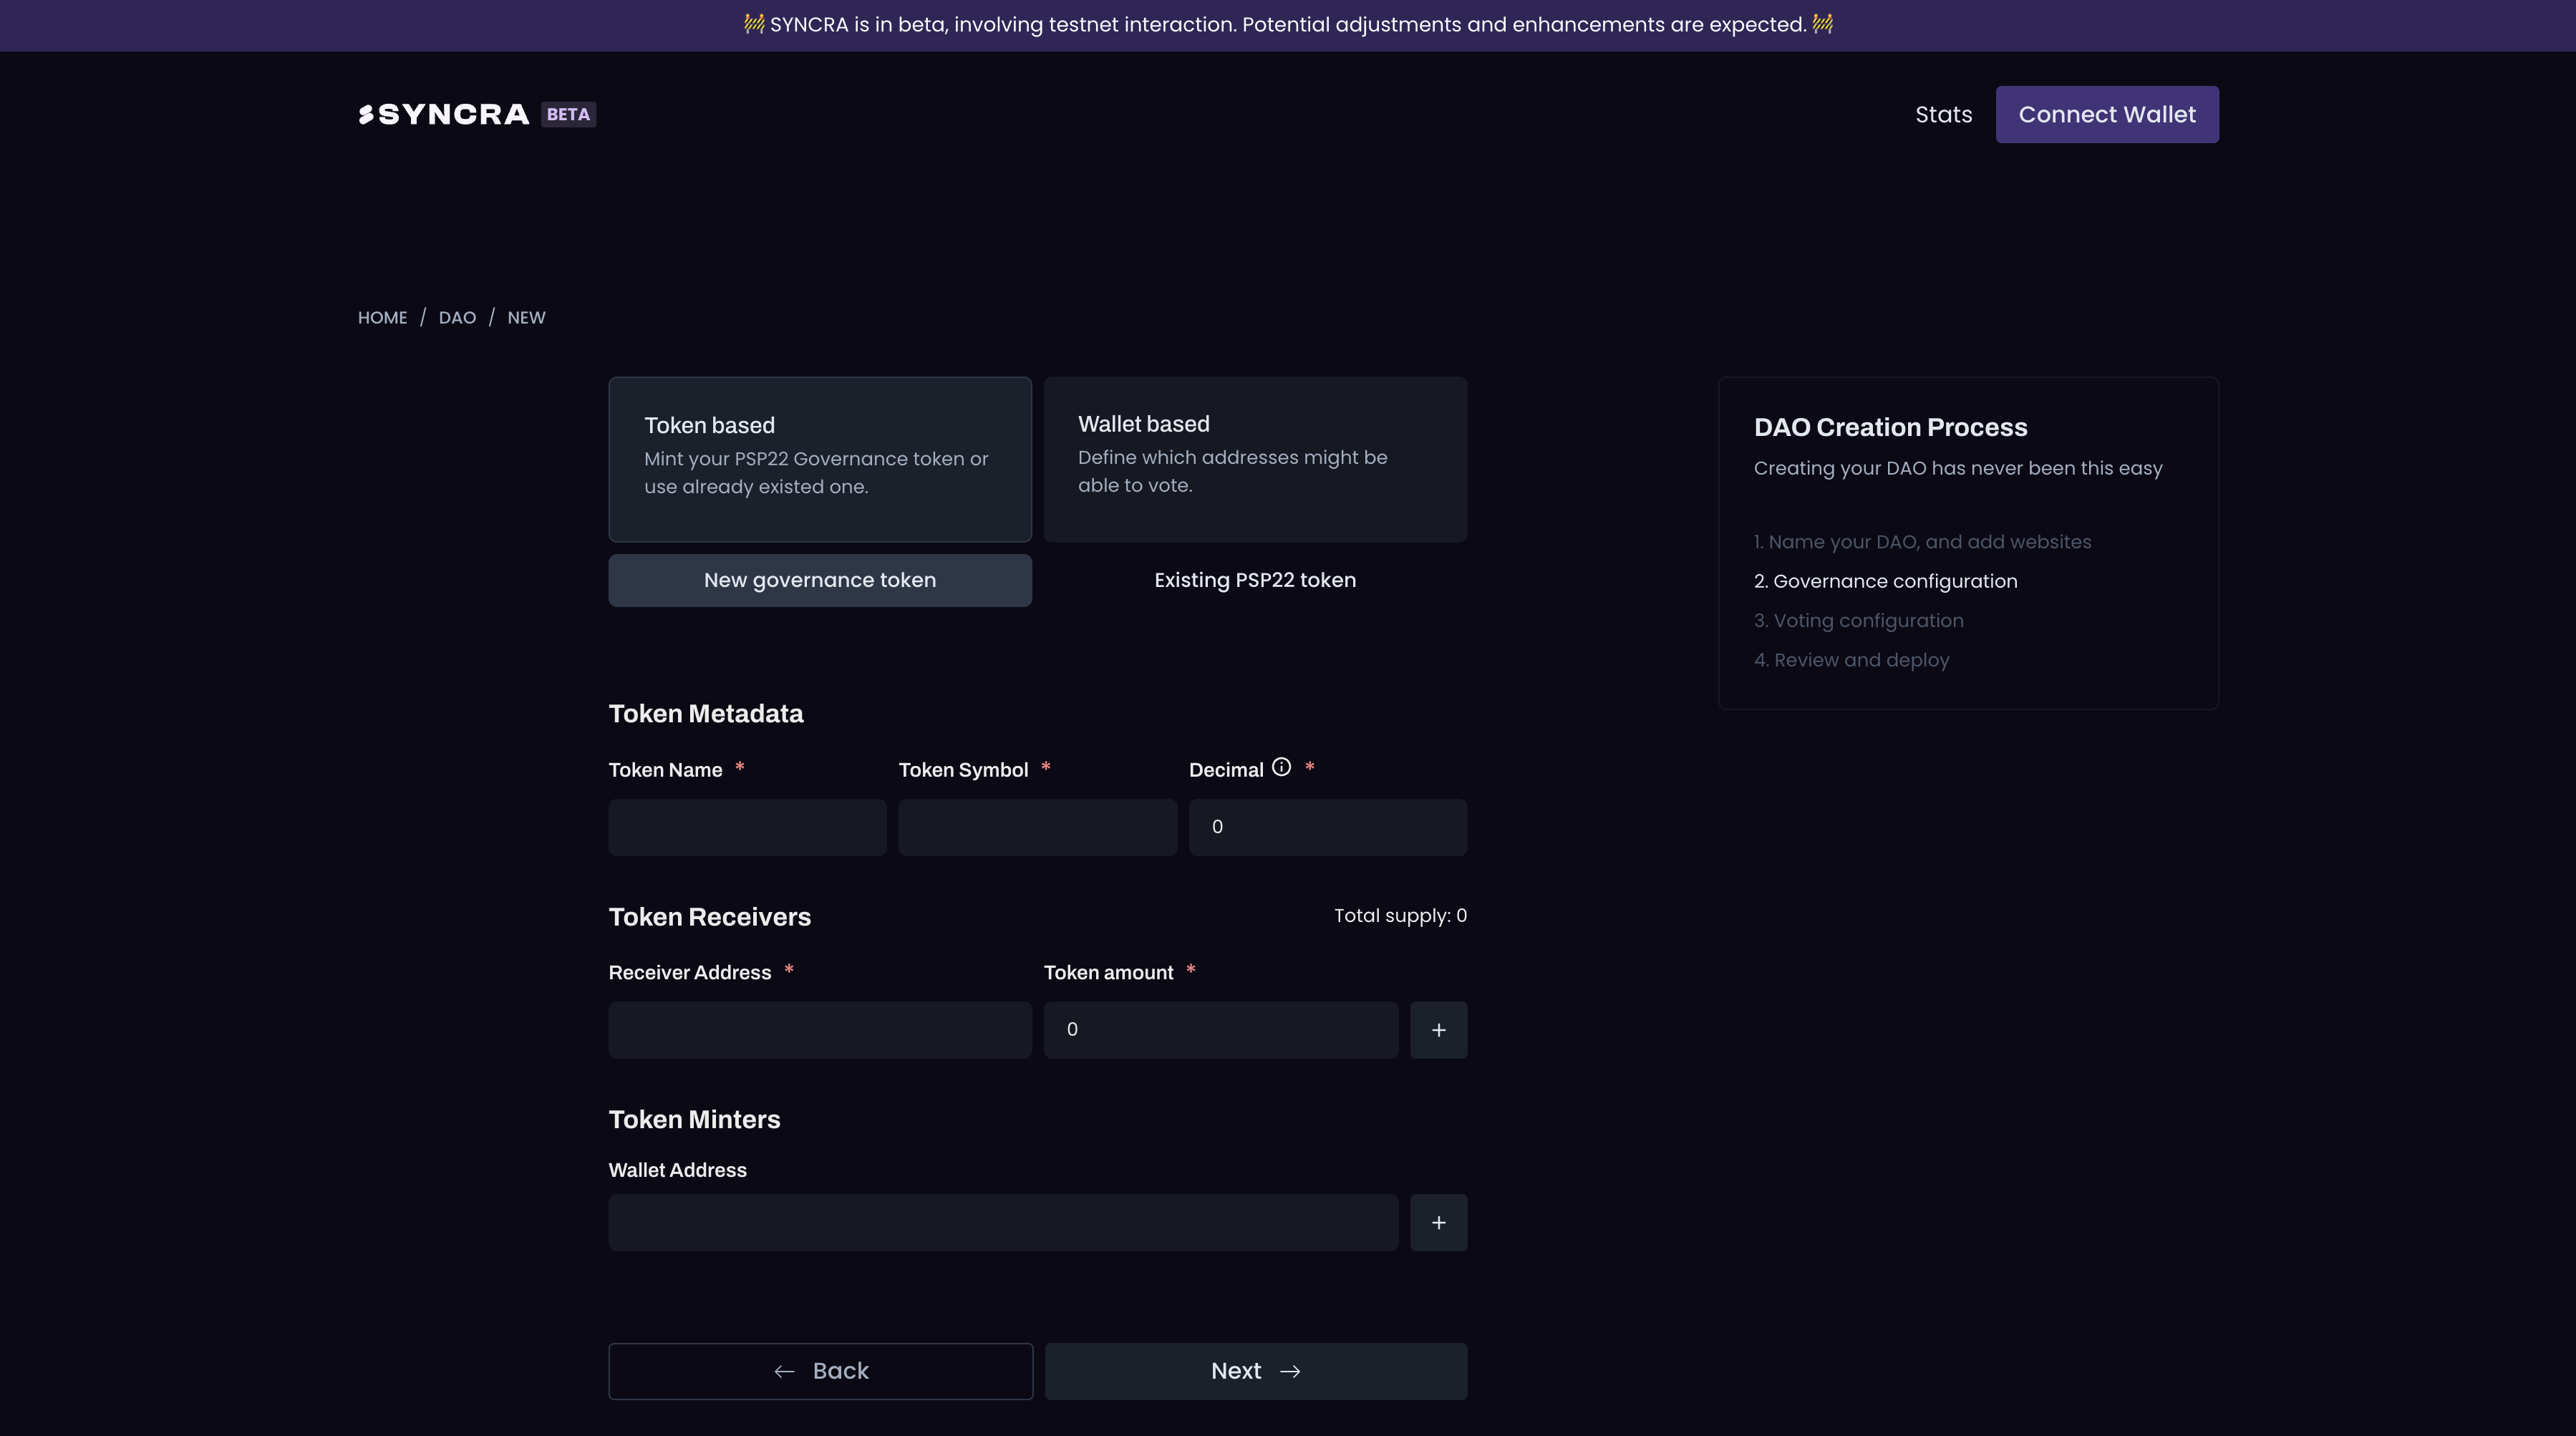 🚧 SYNCRA is in beta, involving testnet interaction. Potential adjustments and enhancements are expected. 🚧
SYNCRA BETA
Stats
Connect Wallet
HOME / DAO / NEW
Token based
Mint your PSP22 Governance token or
use already existed one.
Wallet based
Define which addresses might be
able to vote.
New governance token
Existing PSP22 token
DAO Creation Process
Creating your DAO has never been this easy
1. Name your DAO, and add websites
2. Governance configuration
3. Voting configuration
4. Review and deploy
Token Metadata
Token Name *
Token Symbol *
Decimal *
0
Token Receivers
Total supply: 0
Receiver Address *
Token amount *
0
+
Token Minters
Wallet Address
+
← Back
Next →